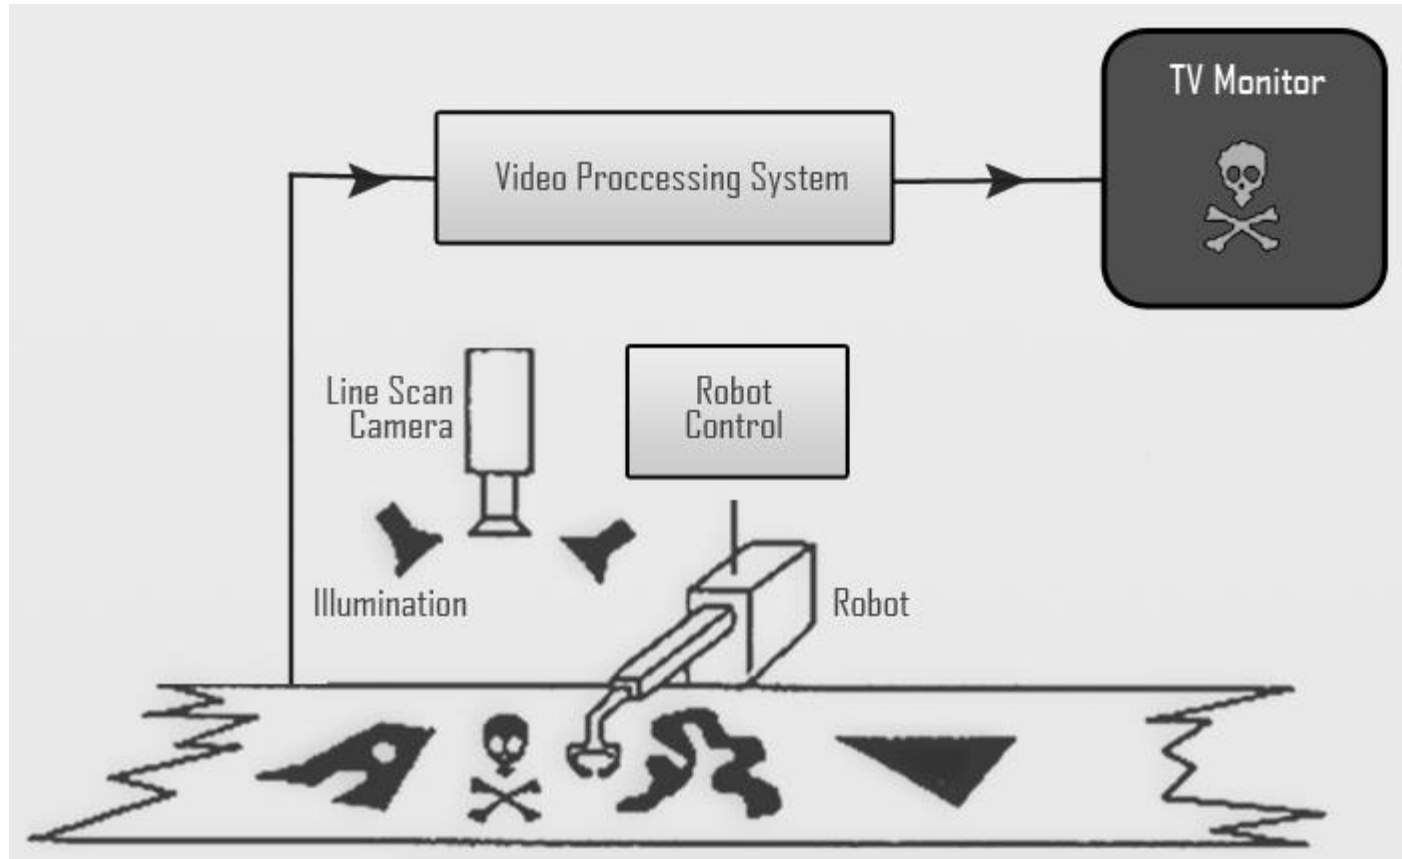 TV Monitor
Video Proccessing System
Line Scan
Camera
Robot
Control
Illumination
Robot